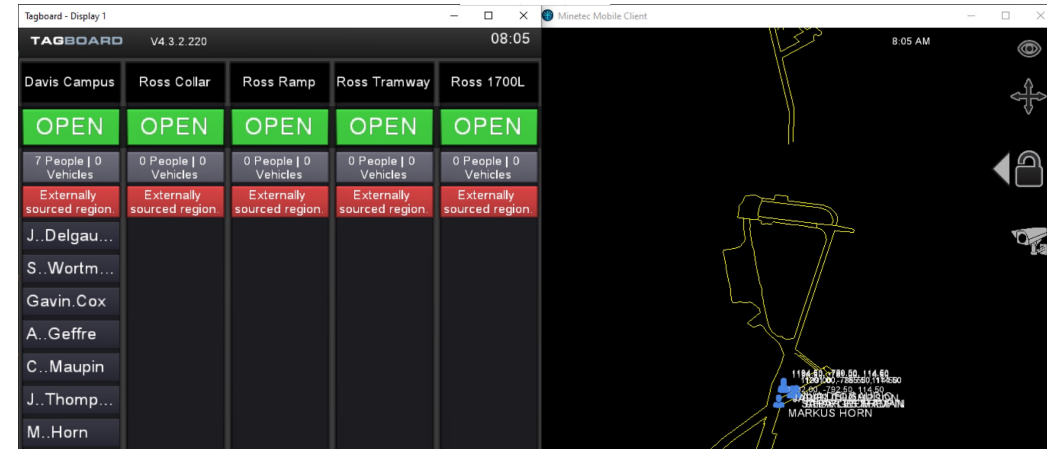 Tagboard - Display 1
TAGBOARD V4.3.2.220 08:05
Davis Campus Ross Collar Ross Ramp Ross Tramway Ross 1700L
OPEN OPEN OPEN OPEN OPEN
7 People | 0 0 People | 0 0 People | 0 0 People | 0 0 People | 0
Vehicles Vehicles Vehicles Vehicles Vehicles
Externally Externally Externally Externally Externally
sourced region. sourced region. sourced region. sourced region. sourced region.
J..Delgau...
S..Wortm...
Gavin.Cox
A..Geffre
C..Maupin
J..Thomp...
M..Horn
Minetec Mobile Client
8:05 AM
-792.50, 114.50
MARKUS HORN